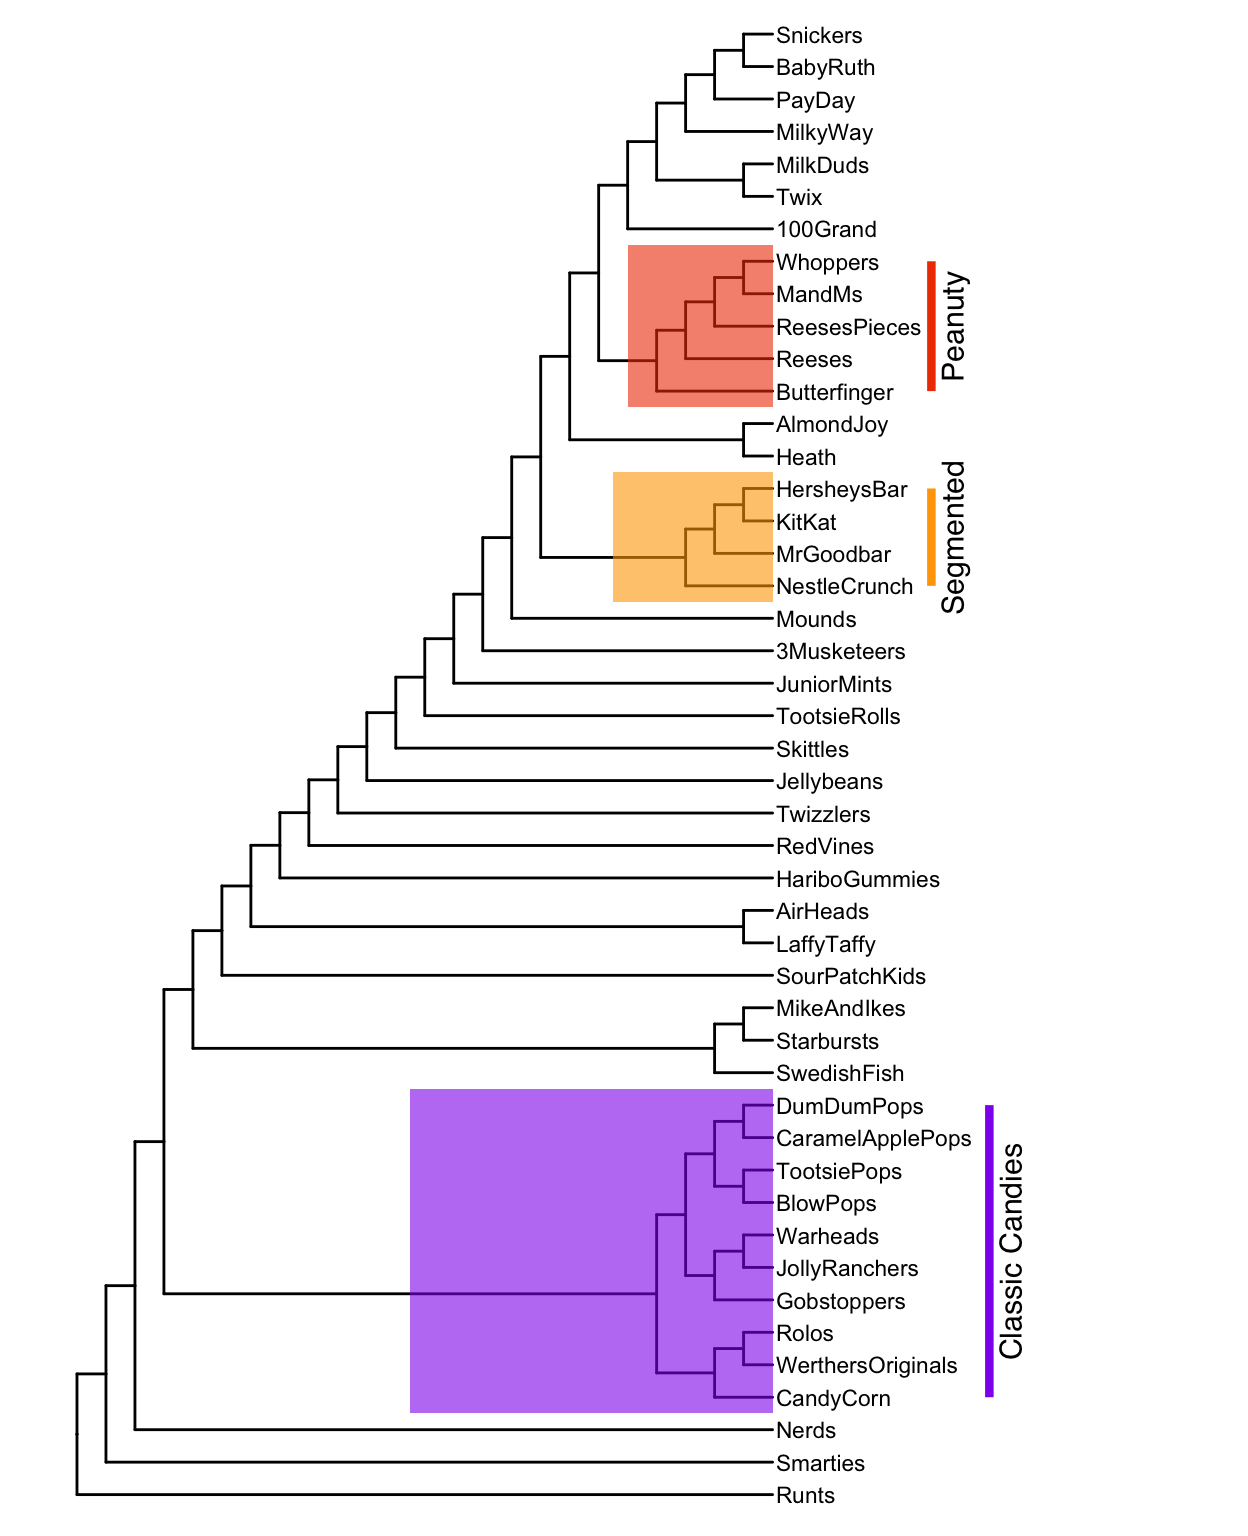 Snickers
BabyRuth
PayDay
MilkyWay
MilkDuds
Twix
100Grand
Whoppers
MandMs
ReesesPieces
Reeses
Butterfinger
Peanuty
AlmondJoy
Heath
HersheysBar
KitKat
MrGoodbar
NestleCrunch
Segmented
Mounds
3Musketeers
JuniorMints
TootsieRolls
Skittles
Jellybeans
Twizzlers
RedVines
HariboGummies
AirHeads
LaffyTaffy
SourPatchKids
MikeAndIkes
Starbursts
SwedishFish
DumDumPops
CaramelApplePops
TootsiePops
BlowPops
Warheads
JollyRanchers
Gobstoppers
Rolos
WerthersOriginals
CandyCorn
Classic Candies
Nerds
Smarties
Runts